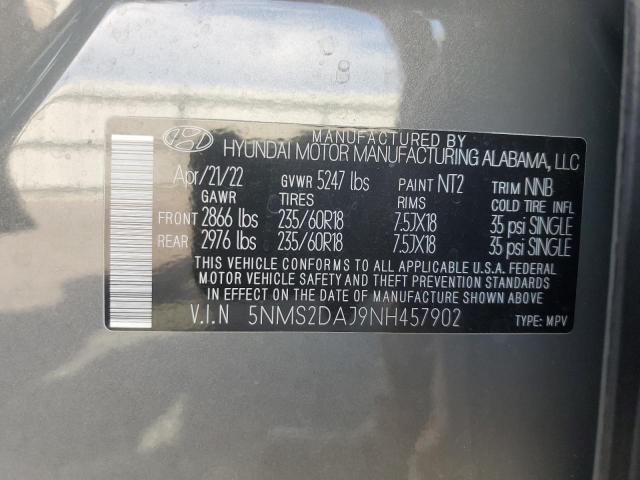 MANUFACTURED BY
HYUNDAI MOTOR MANUFACTURING ALABAMA, LLC
Apr/21/22 GVWR 5247 lbs PAINT NT2 TRIM NNB
GAWR TIRES RIMS COLD TIRE INFL
FRONT 2866 lbs 235/60R18 7.5JX18 35 psi SINGLE
REAR 2976 lbs 235/60R18 7.5JX18 35 psi SINGLE
THIS VEHICLE CONFORMS TO ALL APPLICABLE U.S.A. FEDERAL
MOTOR VEHICLE SAFETY AND THEFT PREVENTION STANDARDS
IN EFFECT ON THE DATE OF MANUFACTURE SHOWN ABOVE.
V.I.N 5NMS2DAJ9NH457902 TYPE: MPV